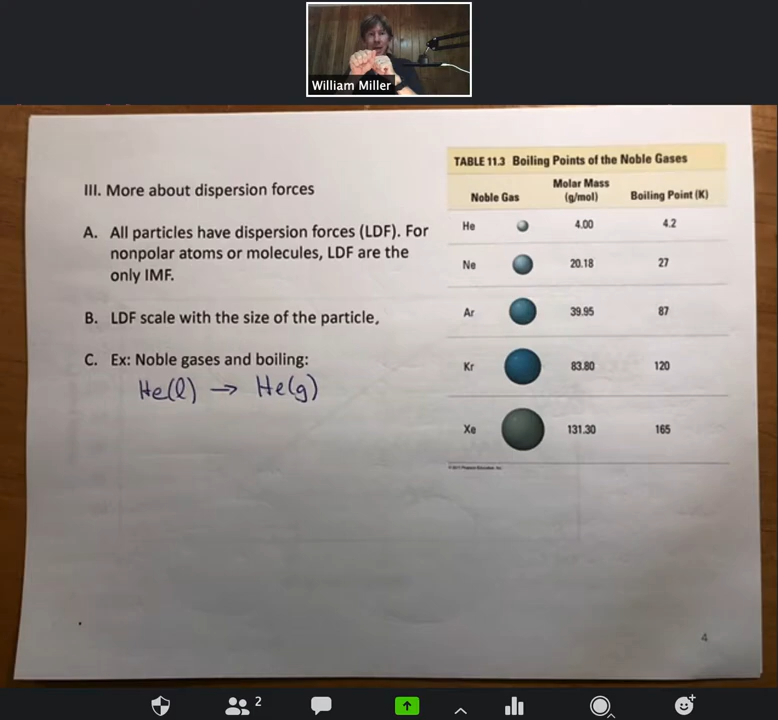 William Miller
III. More about dispersion forces
A. All particles have dispersion forces (LDF). For
nonpolar atoms or molecules, LDF are the
only IMF.
B. LDF scale with the size of the particle.
C. Ex: Noble gases and boiling:
He(l) → He(g)
TABLE 11.3 Boiling Points of the Noble Gases
Noble Gas Molar Mass (g/mol) Boiling Point (K)
He 4.00 4.2
Ne 20.18 27
Ar 39.95 87
Kr 83.80 120
Xe 131.30 165
4
2